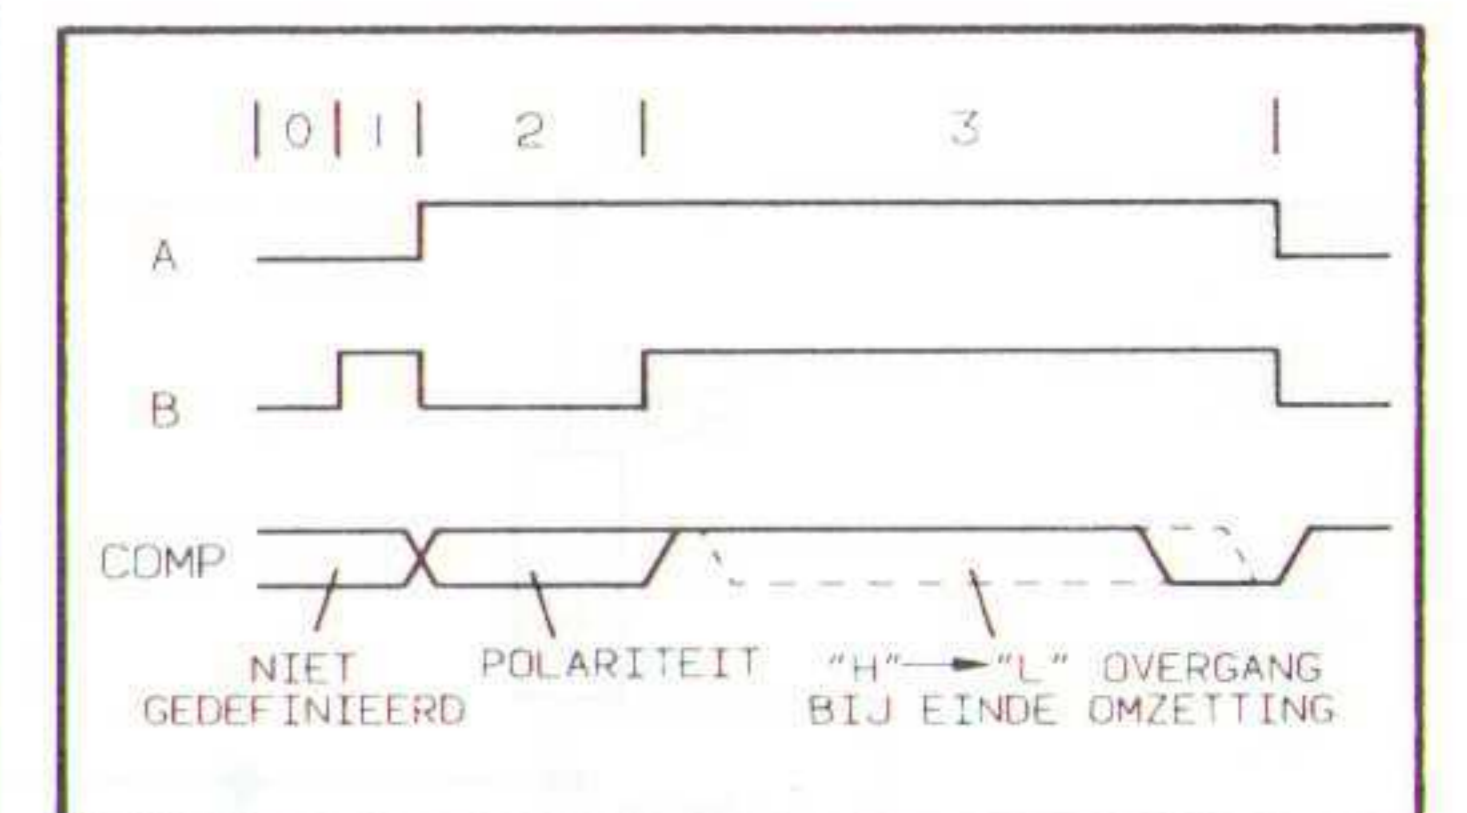 0 1 2 3
A
B
COMP
NIET
GEDEFINIEERD
POLARITEIT
"H"→"L" OVERGANG
BIJ EINDE OMZETTING